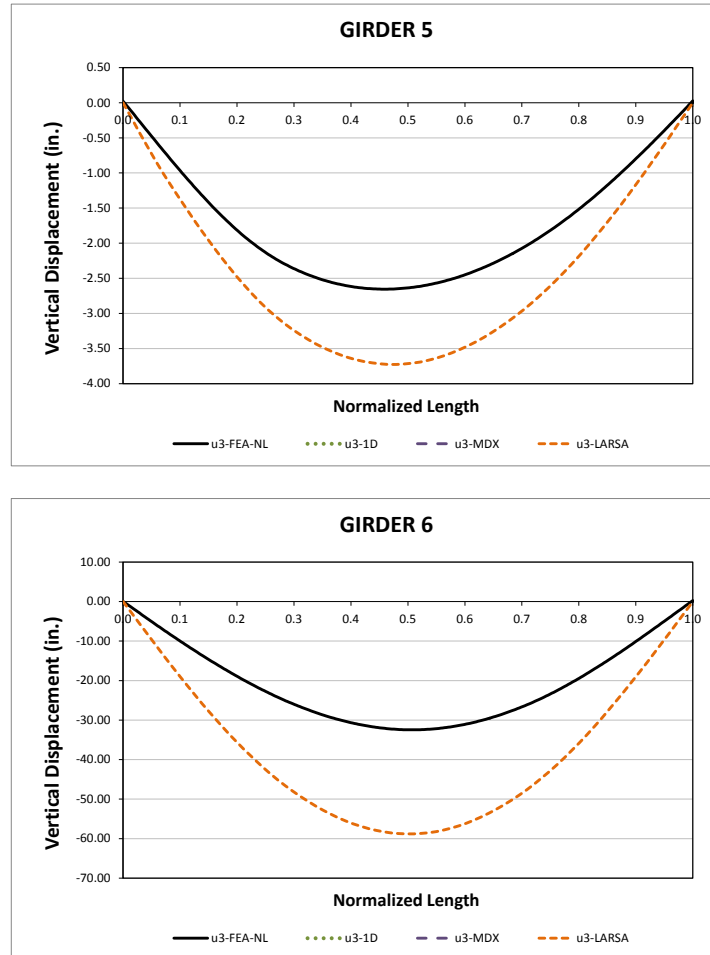 GIRDER 5
0.50
0.00
0.0 0.1 0.2 0.3 0.4 0.5 0.6 0.7 0.8 0.9 1.0
-0.50
-1.00
-1.50
-2.00
-2.50
-3.00
-3.50
-4.00
Vertical Displacement (in.)
Normalized Length
u3-FEA-NL u3-1D u3-MDX u3-LARSA
GIRDER 6
10.00
0.00
0.0 0.1 0.2 0.3 0.4 0.5 0.6 0.7 0.8 0.9 1.0
-10.00
-20.00
-30.00
-40.00
-50.00
-60.00
-70.00
Vertical Displacement (in.)
Normalized Length
u3-FEA-NL u3-1D u3-MDX u3-LARSA